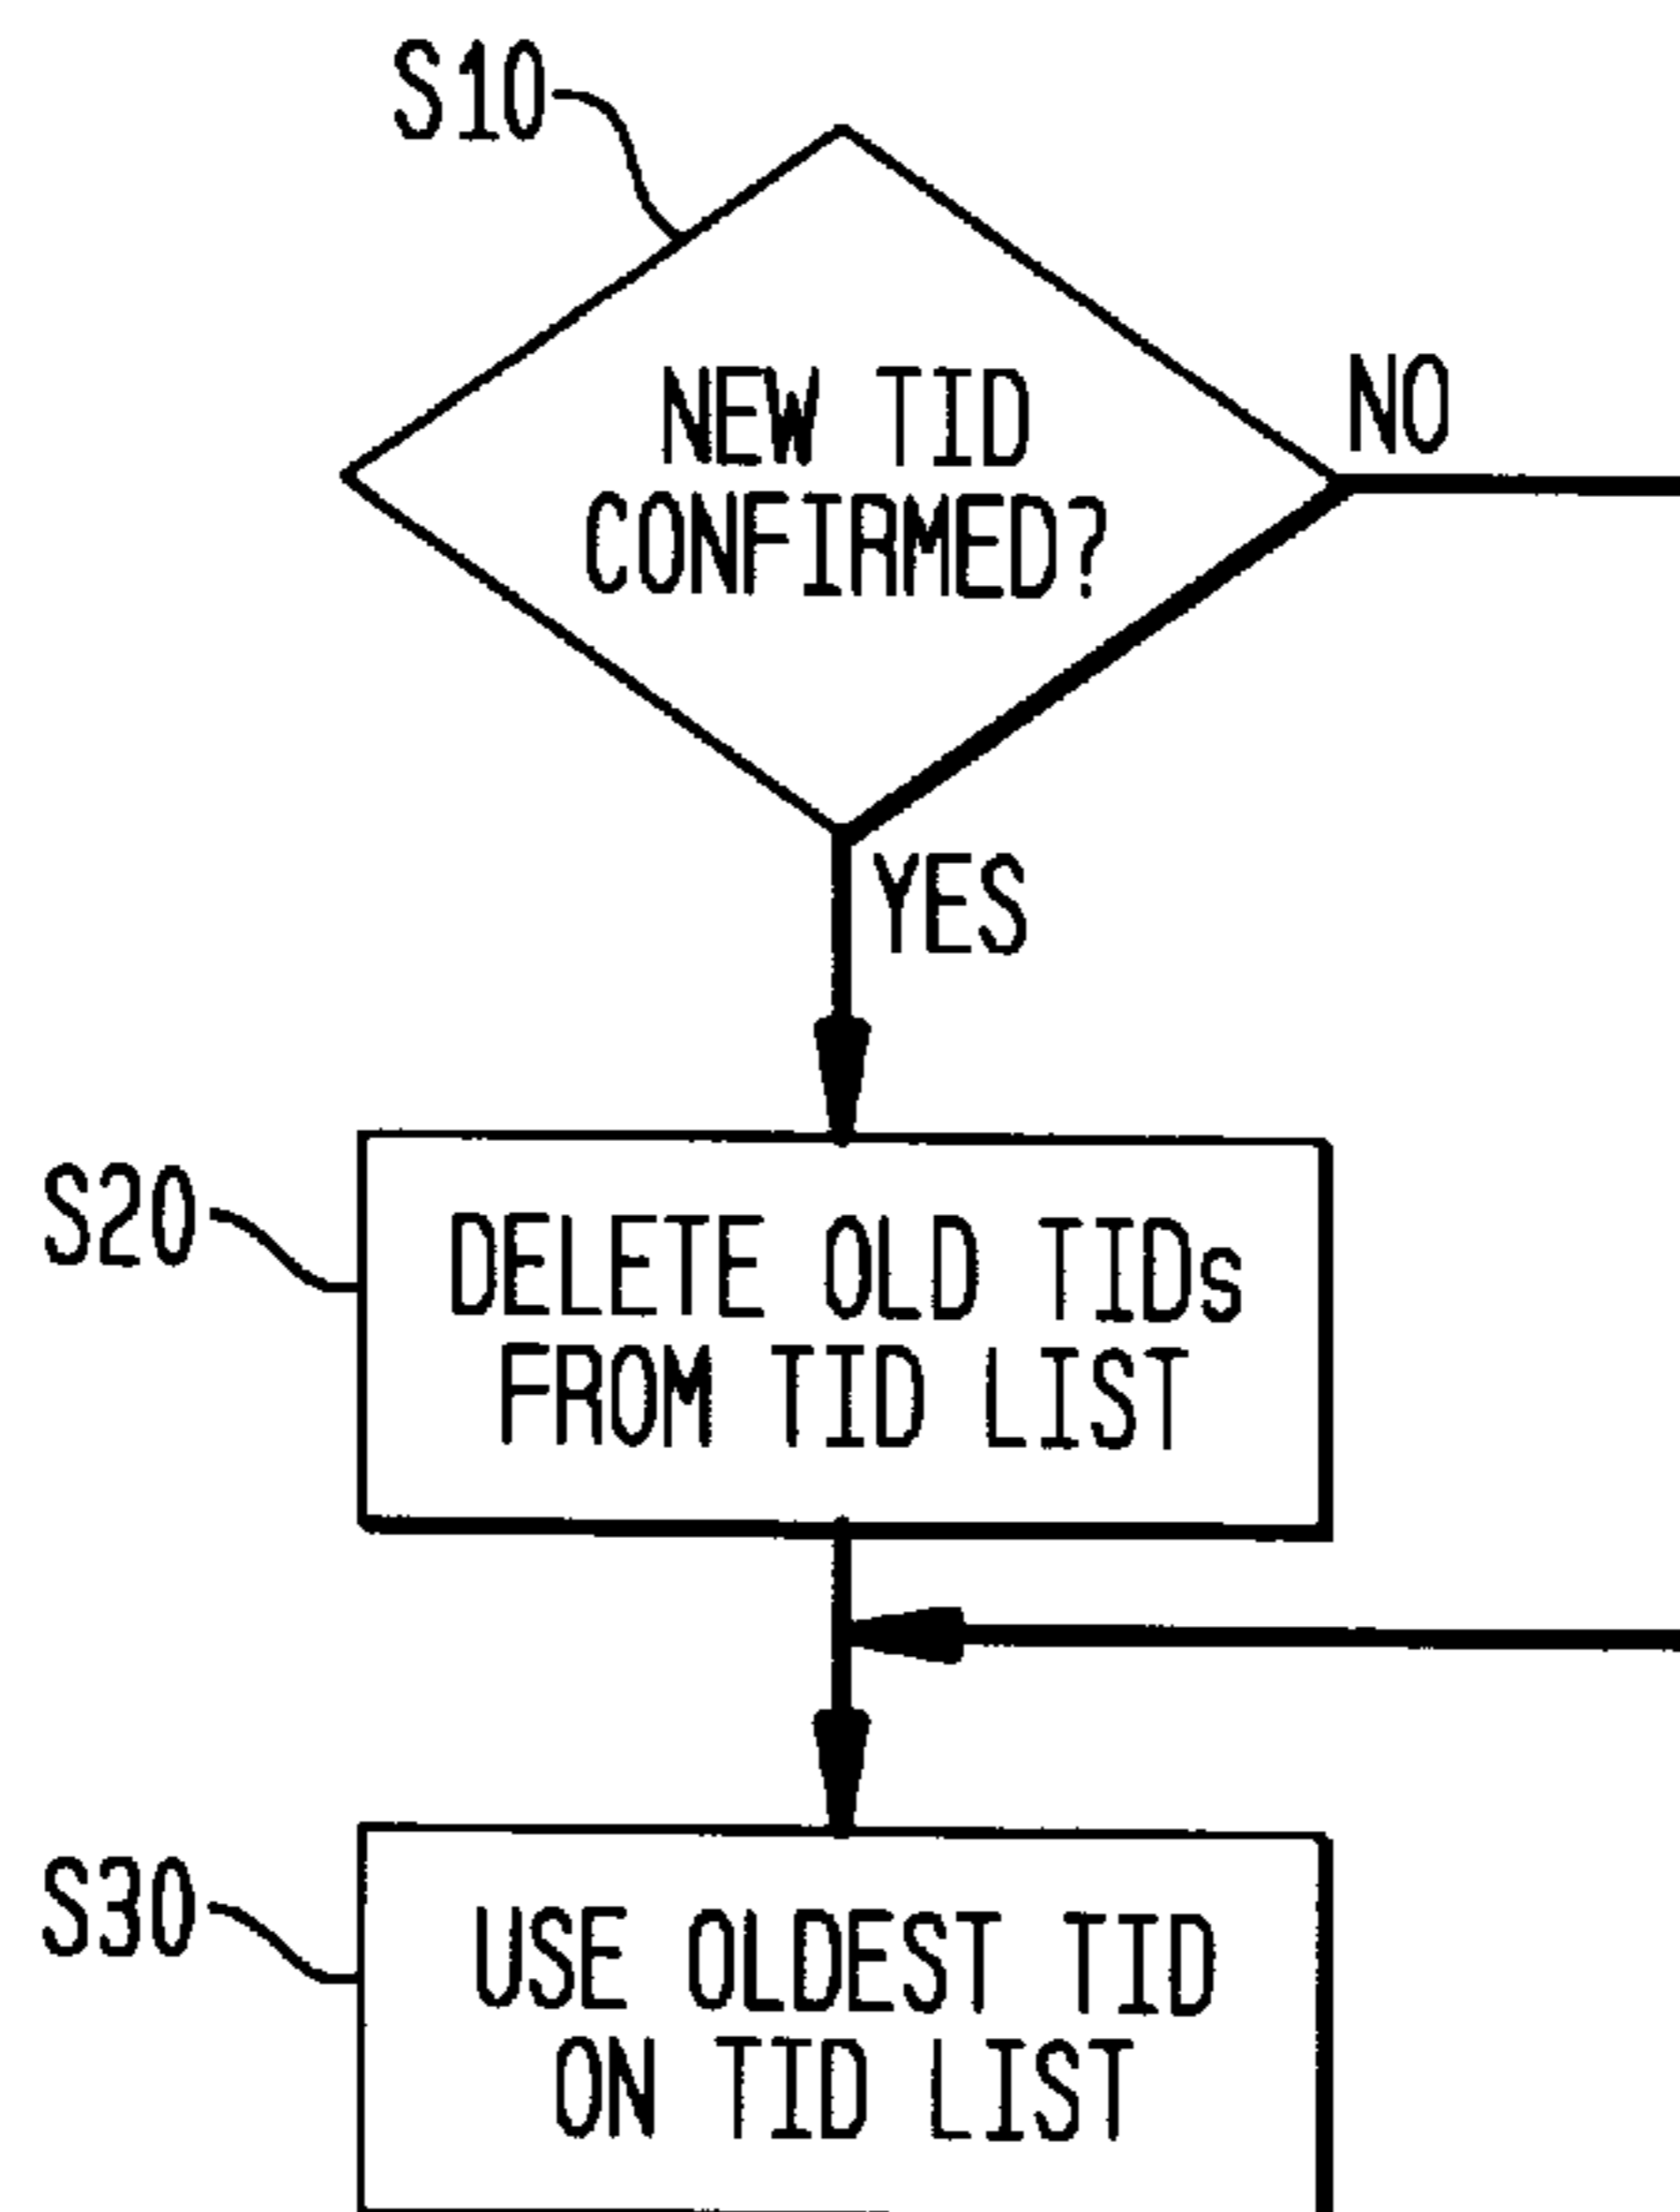 S10
NEW TID
CONFIRMED?
NO
YES
S20
DELETE OLD TIDs
FROM TID LIST
S30
USE OLDEST TID
ON TID LIST